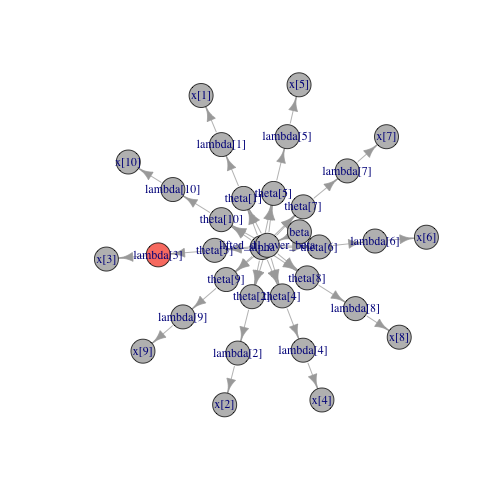 x[5]
x[1]
x[7]
lambda[5]
lambda[1]
x[10]
lambda[7]
lambda[10]
theta[5]
theta[1]
theta[7]
theta[10]
beta
x[6]
lambda[6]
theta[6]
alpha
theta[3]
lambda[3]
x[3]
theta[8]
theta[9]
theta[4]
theta[2]
lambda[8]
lambda[9]
x[8]
lambda[4]
lambda[2]
x[9]
x[4]
x[2]